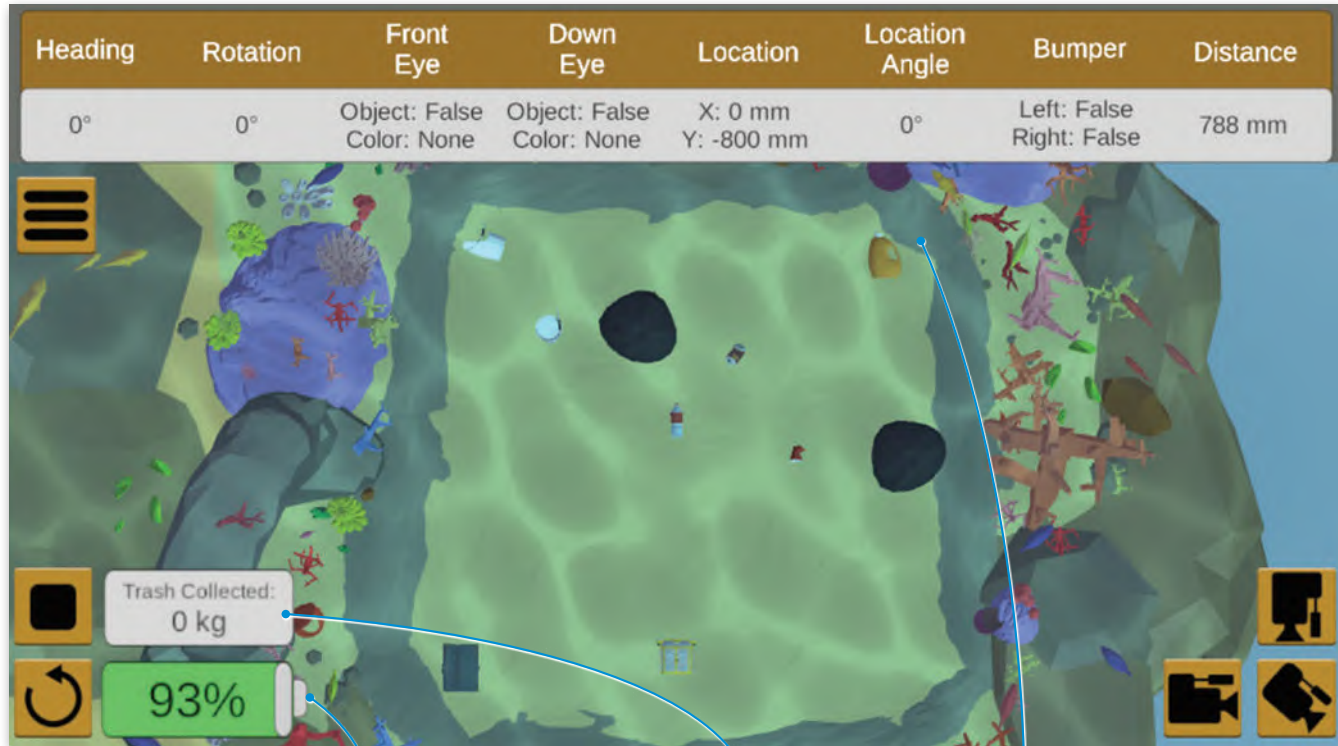 Heading
Rotation
Front
Eye
Down
Eye
Location
Location
Angle
Bumper
Distance
0°
0°
Object: False
Color: None
Object: False
Color: None
X: 0 mm
Y: -800 mm
0°
Left: False
Right: False
788 mm
Trash Collected:
0 kg
93%